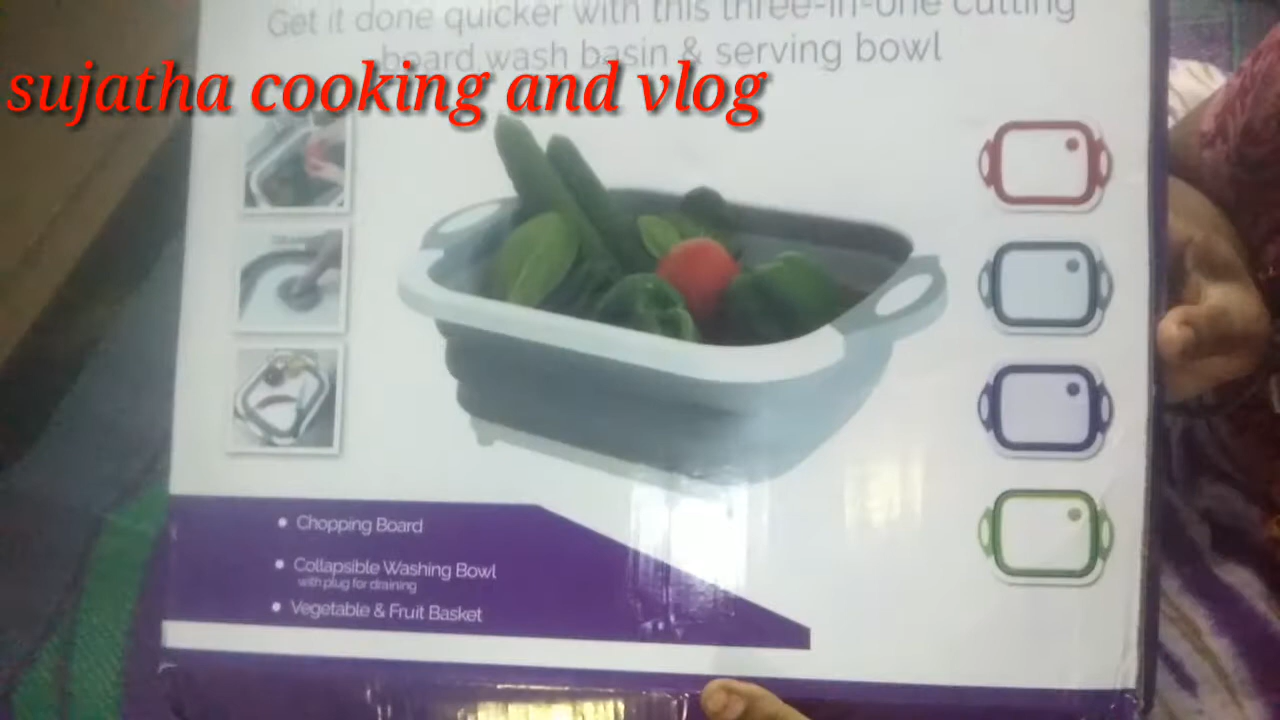 Get it done quicker with this three-in-one cutting
board wash basin & serving bowl
sujatha cooking and vlog
• Chopping Board
• Collapsible Washing Bowl
with plug for draining
• Vegetable & Fruit Basket